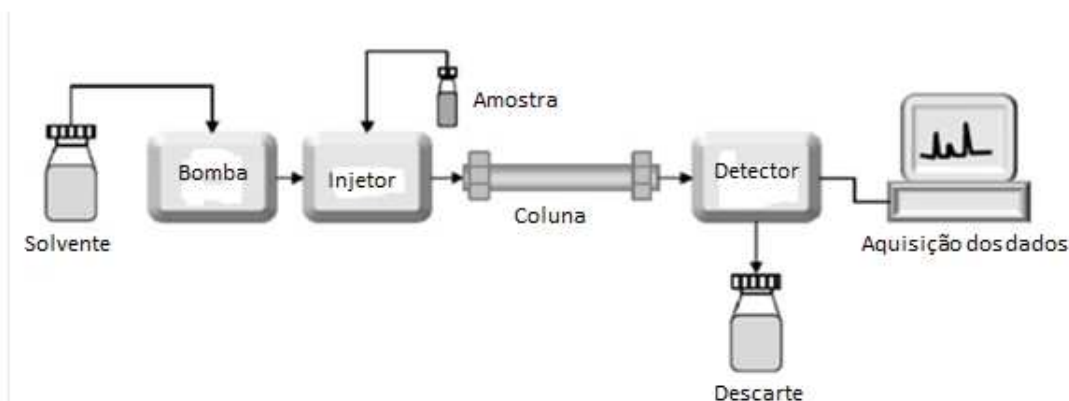 Solvente
Bomba
Injetor
Amostra
Coluna
Detector
Aquisição dos dados
Descarte